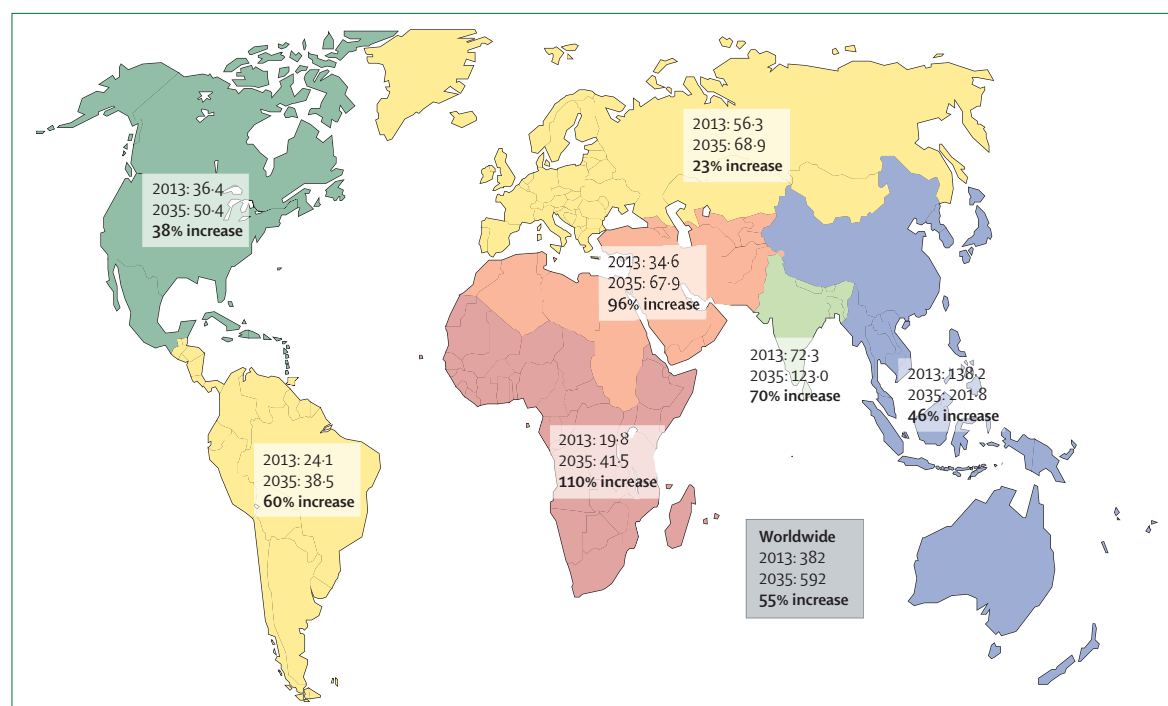 2013: 56·3
2035: 68·9
23% increase
2013: 36·4
2035: 50·4
38% increase
2013: 34·6
2035: 67·9
96% increase
2013: 72·3
2035: 123·0
70% increase
2013: 138·2
2035: 201·8
46% increase
2013: 19·8
2035: 41·5
110% increase
2013: 24·1
2035: 38·5
60% increase
Worldwide
2013: 382
2035: 592
55% increase